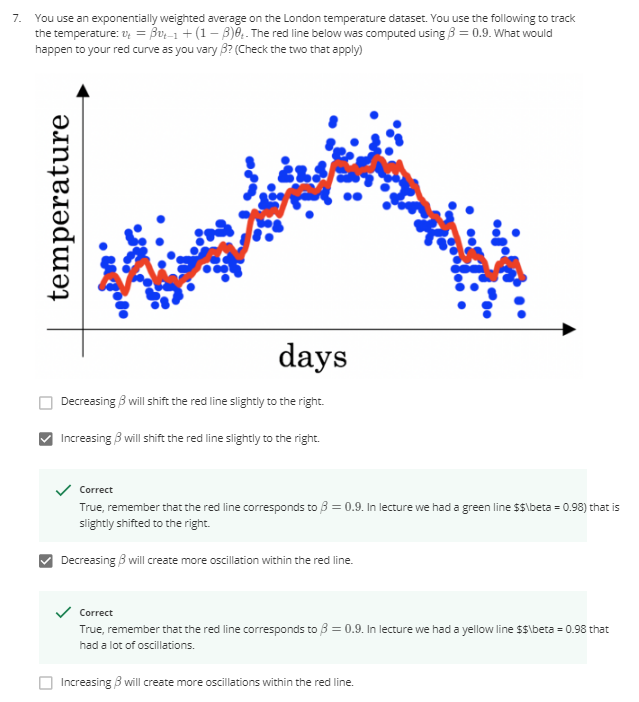 7. You use an exponentially weighted average on the London temperature dataset. You use the following to track
the temperature: v_t = βv_{t−1} + (1 − β)θ_t. The red line below was computed using β = 0.9. What would
happen to your red curve as you vary β? (Check the two that apply)
temperature
days
Decreasing β will shift the red line slightly to the right.
Increasing β will shift the red line slightly to the right.
Correct
True, remember that the red line corresponds to β = 0.9. In lecture we had a green line $$\beta = 0.98) that is
slightly shifted to the right.
Decreasing β will create more oscillation within the red line.
Correct
True, remember that the red line corresponds to β = 0.9. In lecture we had a yellow line $$\beta = 0.98 that
had a lot of oscillations.
Increasing β will create more oscillations within the red line.